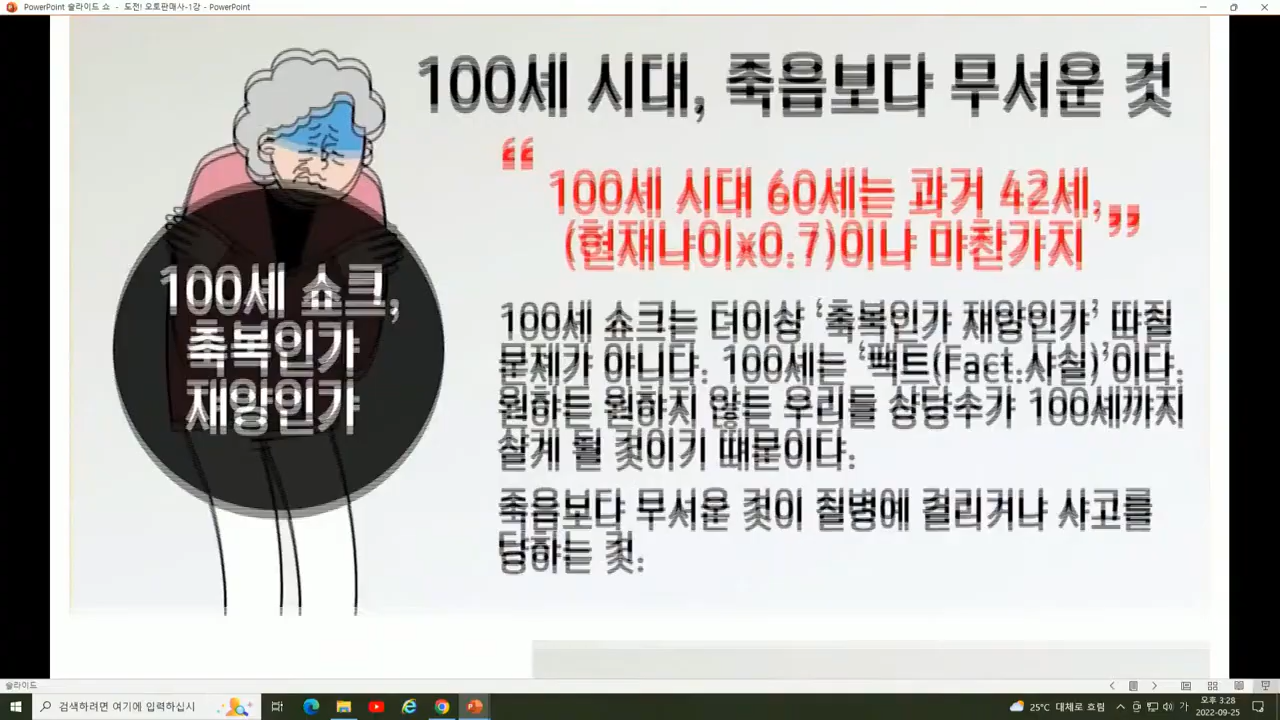 PowerPoint 슬라이드 쇼 - 도전! 오토판매사-1강 - PowerPoint
100세 시대, 죽음보다 무서운 것
“
100세 시대 60세는 과거 42세,
(현재나이x0.7)이나 마찬가지
”
100세 쇼크,
축복인가
재앙인가
100세 쇼크는 더이상 ‘축복인가 재앙인가’ 따질
문제가 아니다. 100세는 ‘팩트(Fact:사실)’이다.
원하든 원하지 않든 우리들 상당수가 100세까지
살게 될 것이기 때문이다.
죽음보다 무서운 것이 질병에 걸리거나 사고를
당하는 것.
슬라이드
검색하려면 여기에 입력하십시
25°C 대체로 흐림
가
오후 3:28
2022-09-25